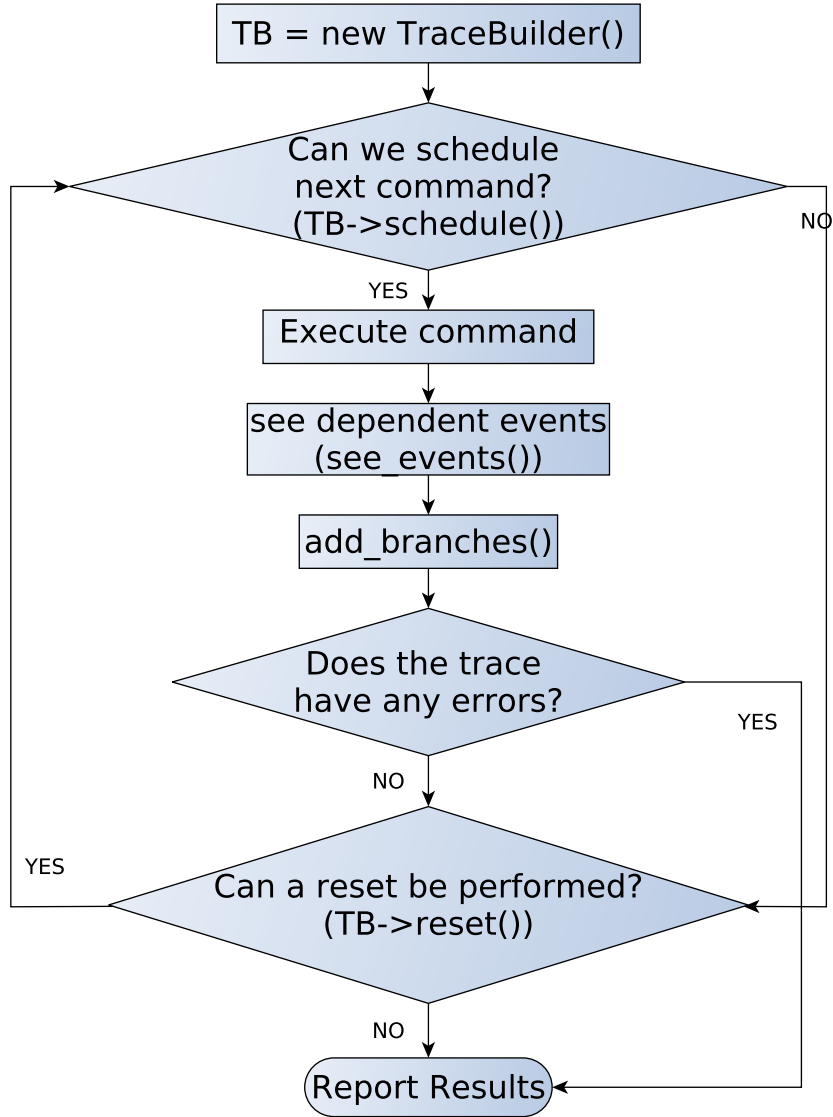 TB = new TraceBuilder()
Can we schedule
next command?
(TB->schedule())
NO
YES
Execute command
see dependent events
(see_events())
add_branches()
Does the trace
have any errors?
YES
NO
YES
Can a reset be performed?
(TB->reset())
NO
Report Results